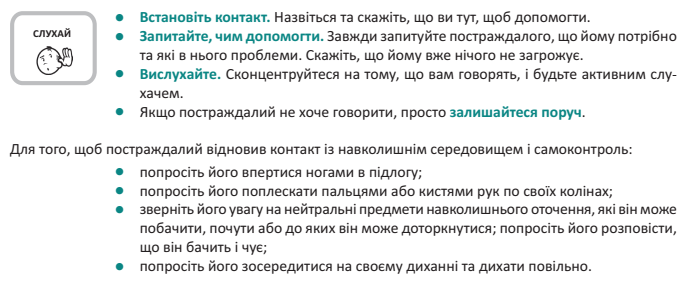 СЛУХАЙ
Встановіть контакт. Назвіться та скажіть, що ви тут, щоб допомогти.
Запитайте, чим допомогти. Завжди запитуйте постраждалого, що йому потрібно
та які в нього проблеми. Скажіть, що йому вже нічого не загрожує.
Вислухайте. Сконцентруйтеся на тому, що вам говорять, і будьте активним слу-
хачем.
Якщо постраждалий не хоче говорити, просто залишайтеся поруч.
Для того, щоб постраждалий відновив контакт із навколишнім середовищем і самоконтроль:
попросіть його впертися ногами в підлогу;
попросіть його поплескати пальцями або кистями рук по своїх колінах;
зверніть його увагу на нейтральні предмети навколишнього оточення, які він може
побачити, почути або до яких він може доторкнутися; попросіть його розповісти,
що він бачить і чує;
попросіть його зосередитися на своєму диханні та дихати повільно.